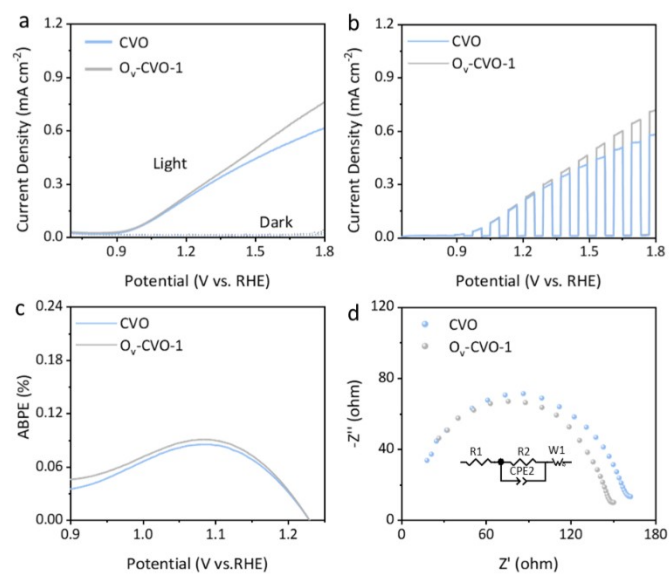 a
CVO
Oᵥ-CVO-1
Light
Dark
Current Density (mA cm⁻²)
1.2
0.9
0.6
0.3
0.0
0.9 1.2 1.5 1.8
Potential (V vs. RHE)
b
CVO
Oᵥ-CVO-1
Current Density (mA cm⁻²)
1.2
0.9
0.6
0.3
0.0
0.9 1.2 1.5 1.8
Potential (V vs. RHE)
c
CVO
Oᵥ-CVO-1
ABPE (%)
0.24
0.18
0.12
0.06
0.00
0.9 1.0 1.1 1.2
Potential (V vs.RHE)
d
CVO
Oᵥ-CVO-1
R1 R2 W1
CPE2
-Z'' (ohm)
120
80
40
0
0 60 120 180
Z' (ohm)